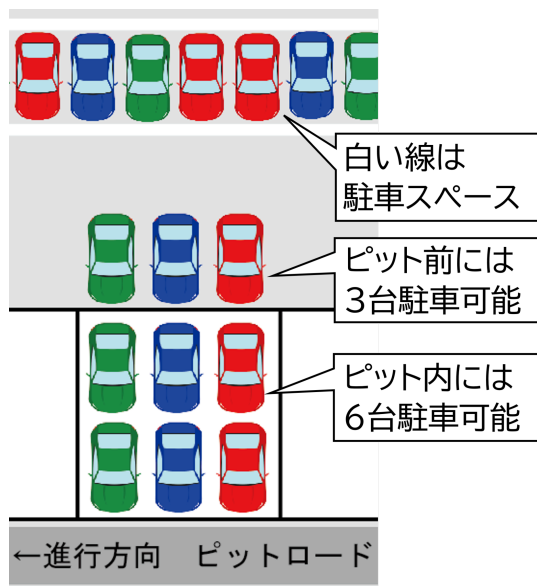 白い線は
駐車スペース
ピット前には
3台駐車可能
ピット内には
6台駐車可能
←進行方向　ピットロード